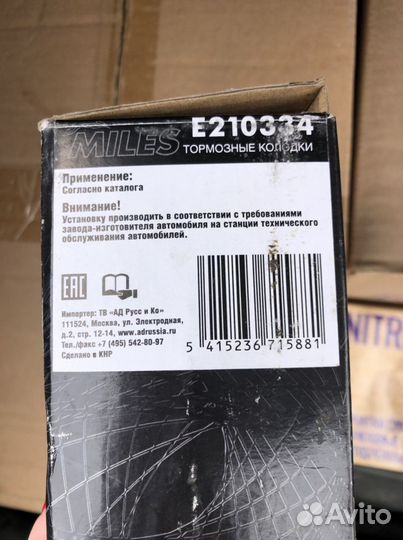 MILES E210334
ТОРМОЗНЫЕ КОЛОДКИ
Применение:
Согласно каталога
Внимание!
Установку производить в соответствии с требованиями
завода-изготовителя автомобиля на станции технического
обслуживания автомобилей.
EAC
Импортер: ТВ «АД Русс и Ко»
111524, Москва, ул. Электродная,
д.2, стр. 12-14, www.adrussia.ru
Тел./факс +7 (495) 542-80-97
Сделано в КНР
5 415236 715881
NITR
Avito